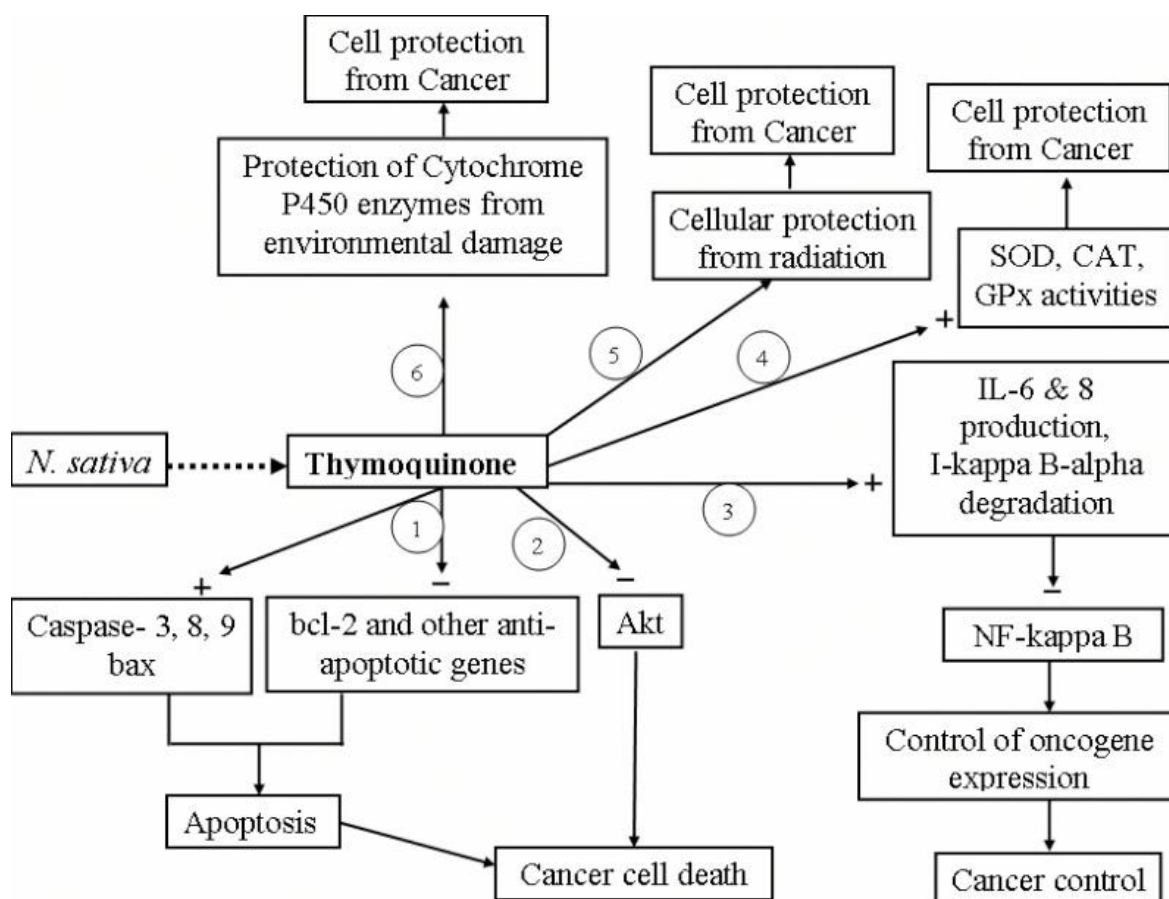 Cell protection
from Cancer
Cell protection
from Cancer
Cell protection
from Cancer
Protection of Cytochrome
P450 enzymes from
environmental damage
Cellular protection
from radiation
SOD, CAT,
GPx activities
+
6
5
4
IL-6 & 8
production,
I-kappa B-alpha
degradation
N. sativa
Thymoquinone
+
3
1
2
+
−
−
−
Caspase- 3, 8, 9
bax
bcl-2 and other anti-
apoptotic genes
Akt
NF-kappa B
Control of oncogene
expression
Apoptosis
Cancer cell death
Cancer control